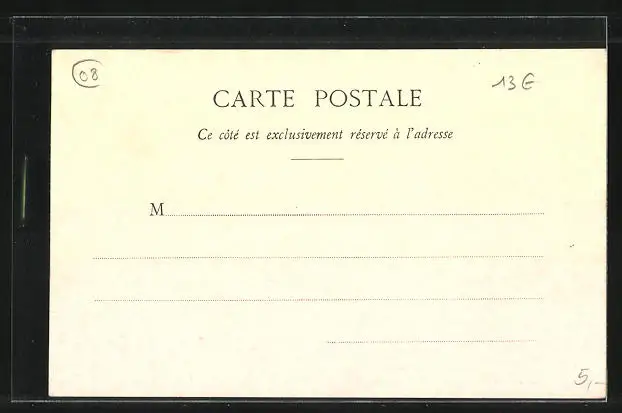 08
13€
CARTE POSTALE
Ce côté est exclusivement réservé à l'adresse
M
5,-